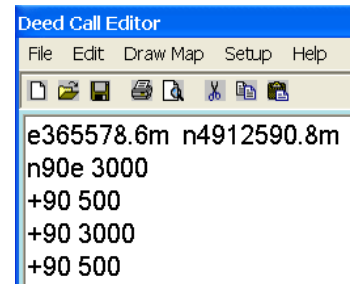 Deed Call Editor
File Edit Draw Map Setup Help
e365578.6m n4912590.8m
n90e 3000
+90 500
+90 3000
+90 500